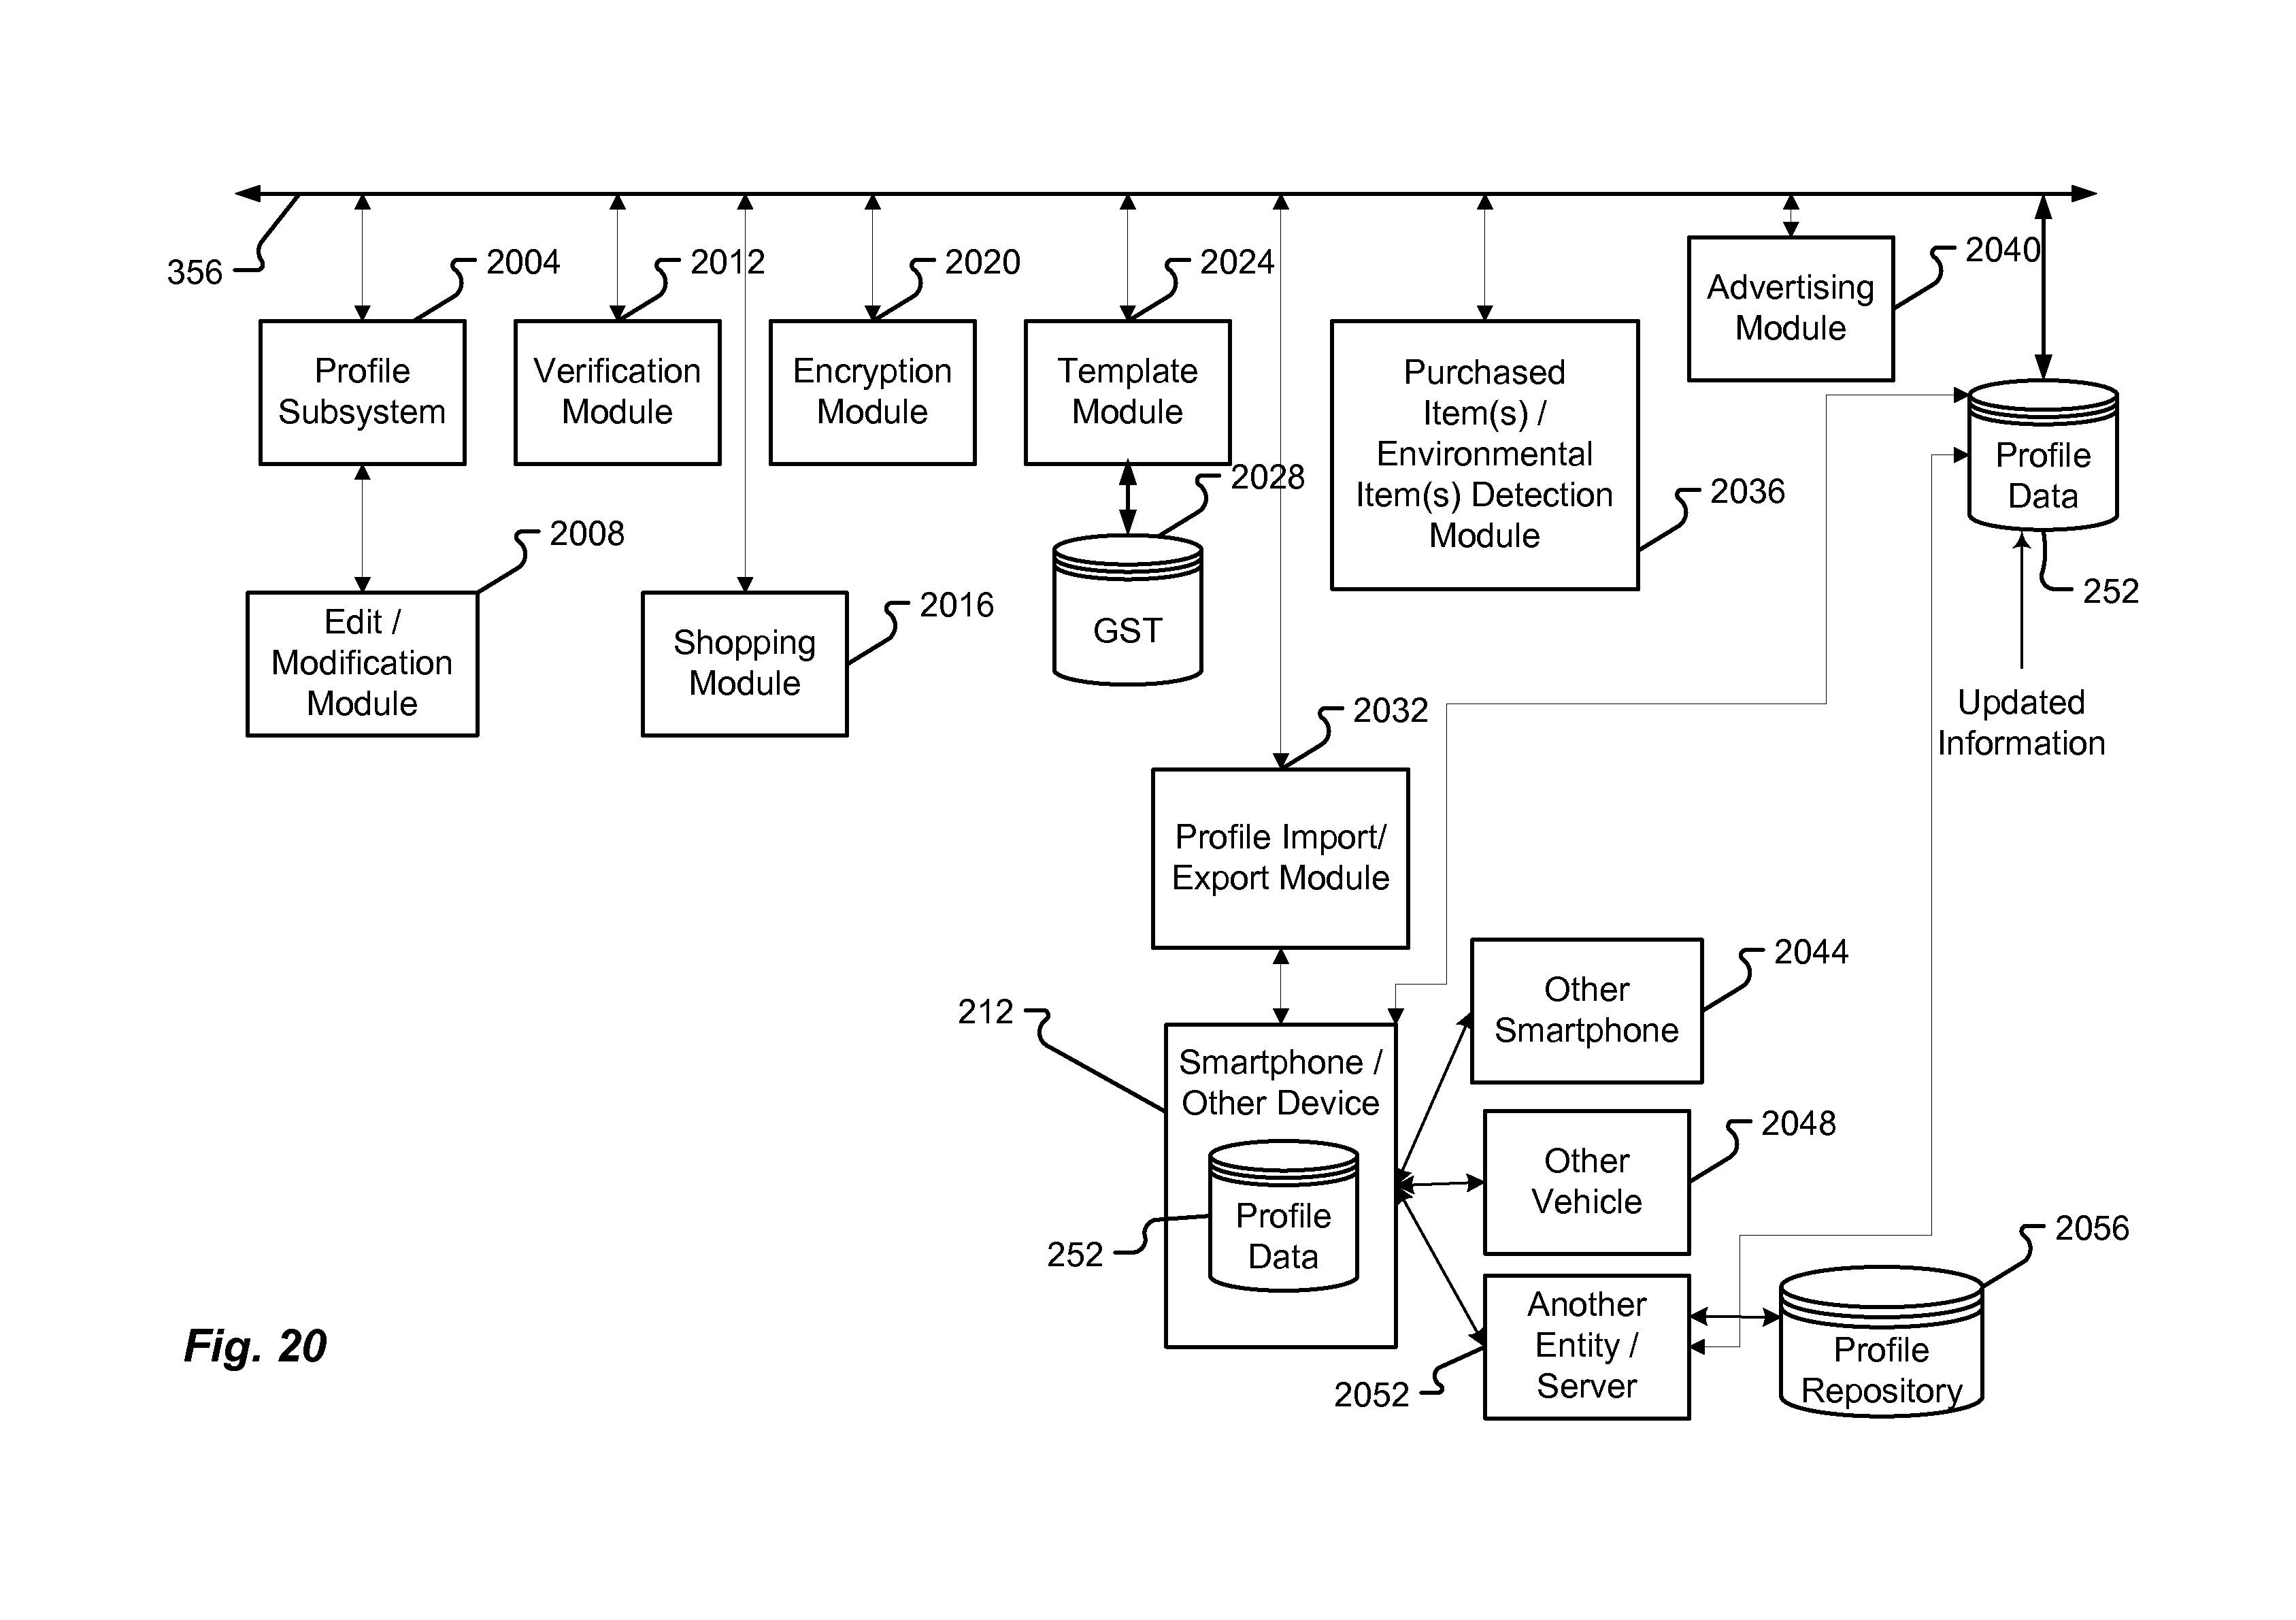 356
2004
2012
2020
2024
2040
Profile
Subsystem
Verification
Module
Encryption
Module
Template
Module
Purchased
Item(s) /
Environmental
Item(s) Detection
Module
Advertising
Module
Profile
Data
2028
2036
2008
252
Edit /
Modification
Module
2016
Shopping
Module
GST
Updated
Information
2032
Profile Import/
Export Module
2044
Other
Smartphone
212
Smartphone /
Other Device
2048
Other
Vehicle
252
Profile
Data
2056
Another
Entity /
Server
Profile
Repository
2052
Fig. 20